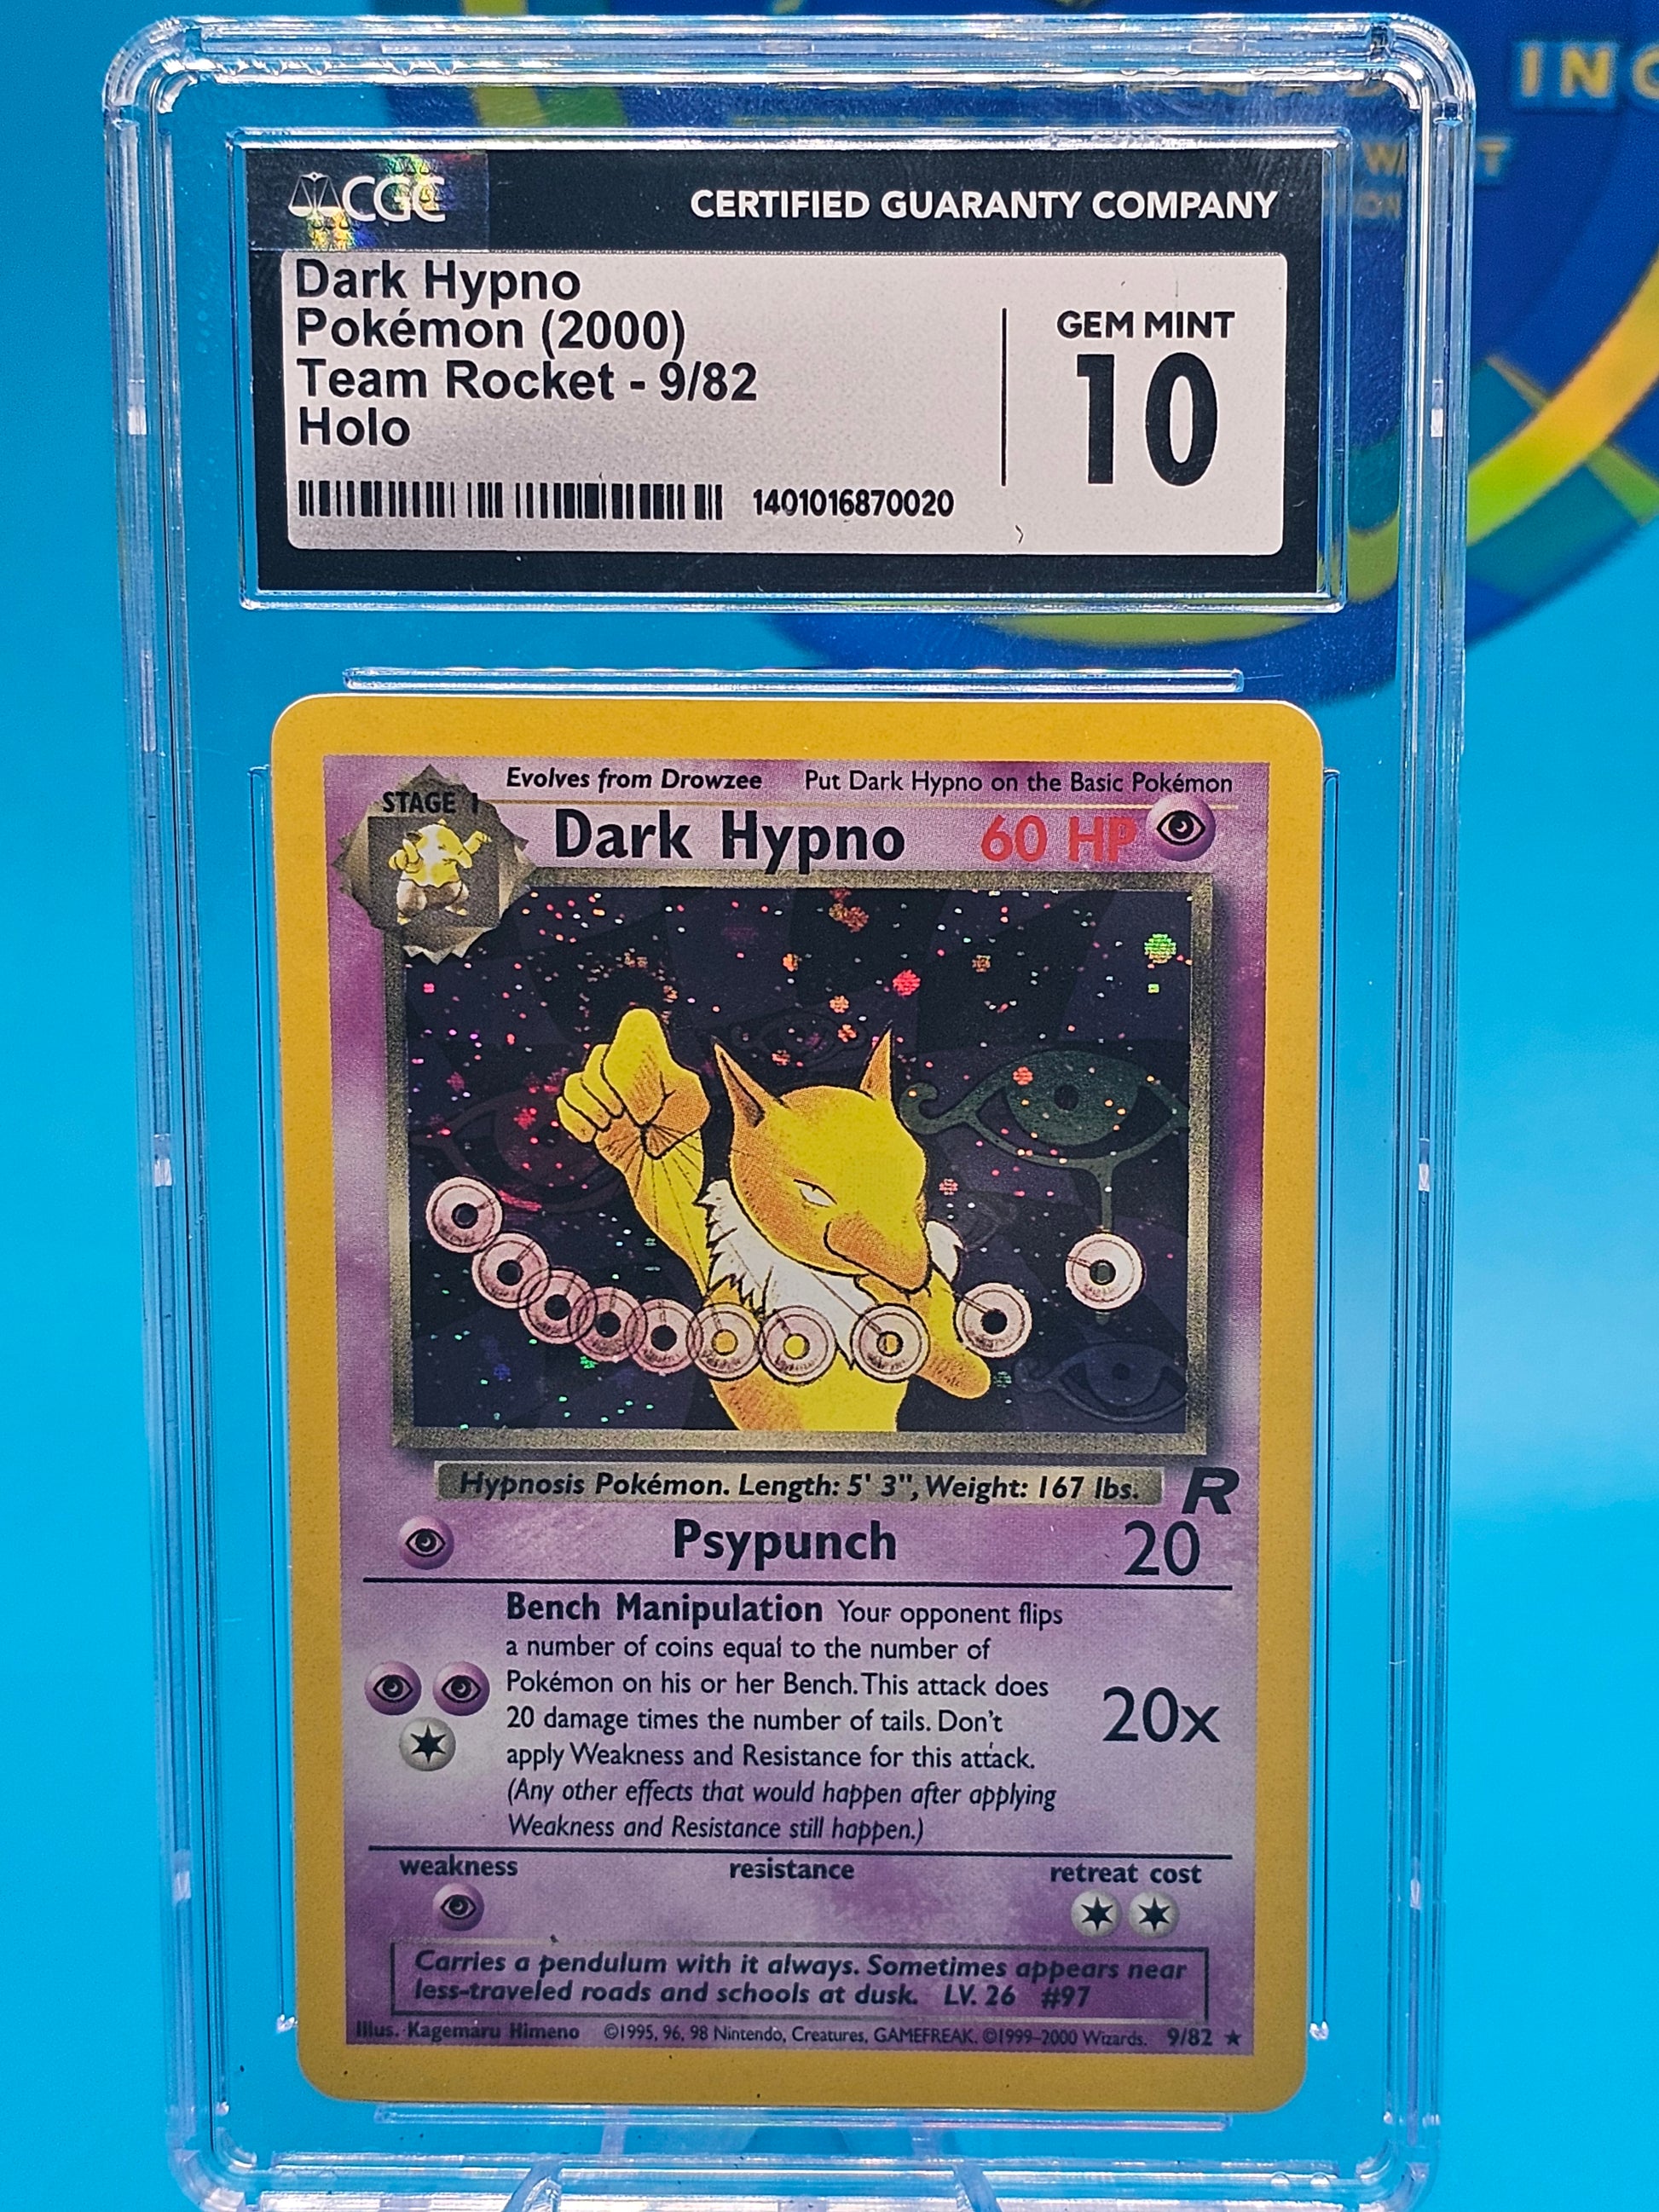 ING
CGC
CERTIFIED GUARANTY COMPANY
Dark Hypno
Pokémon (2000)
Team Rocket - 9/82
Holo
GEM MINT
10
1401016870020
STAGE 1
Evolves from Drowzee Put Dark Hypno on the Basic Pokémon
Dark Hypno 60 HP
Hypnosis Pokémon. Length: 5' 3", Weight: 167 lbs.
R
Psypunch 20
Bench Manipulation Your opponent flips
a number of coins equal to the number of
Pokémon on his or her Bench. This attack does
20 damage times the number of tails. Don't
apply Weakness and Resistance for this attack.
(Any other effects that would happen after applying
Weakness and Resistance still happen.)
20x
weakness resistance retreat cost
Carries a pendulum with it always. Sometimes appears near
less-traveled roads and schools at dusk. LV. 26 #97
Illus. Kagemaru Himeno ©1995, 96, 98 Nintendo, Creatures, GAMEFREAK. ©1999-2000 Wizards. 9/82 ★